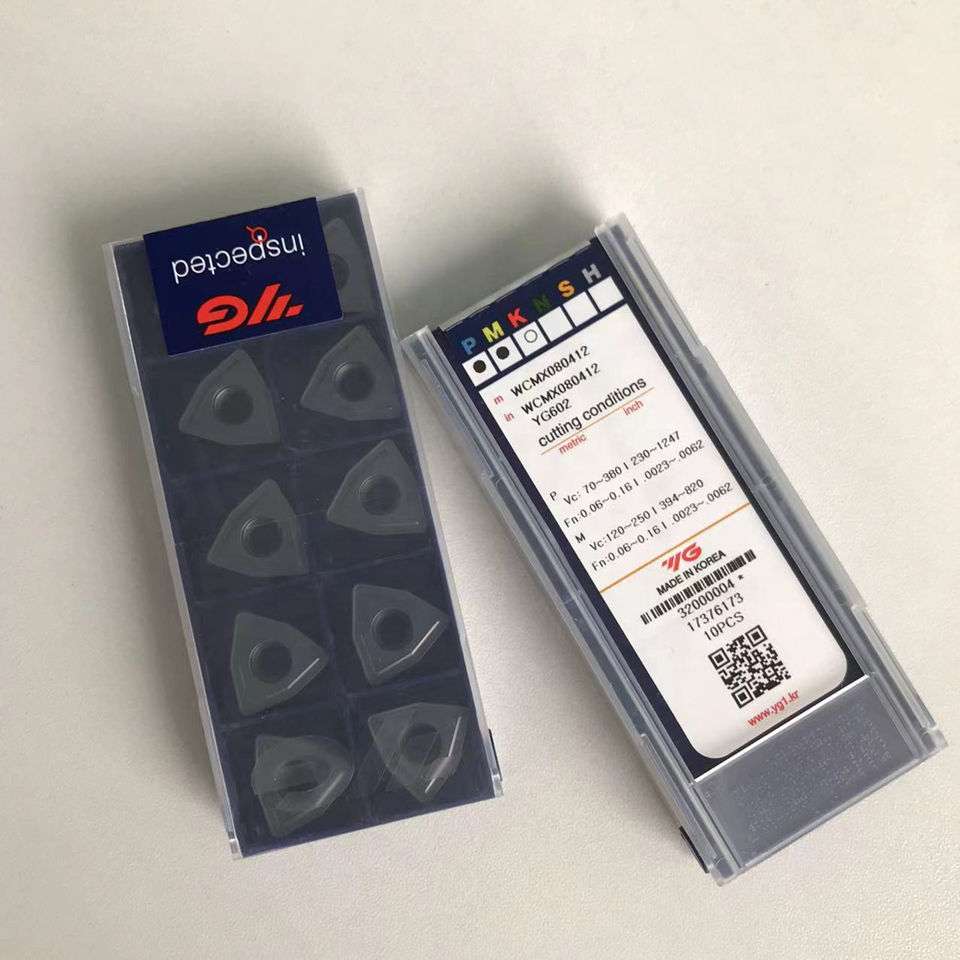 inspected
YG
P M K N S H
m WCMX080412
in WCMX080412
YG602
cutting conditions
metric inch
P Vc: 70~380 I 230~1247
Fn:0.06~0.16 I .0023~.0062
M Vc:120~250 I 394~820
Fn:0.06~0.16 I .0023~.0062
YG
MADE IN KOREA
32000004 *
17376173
10PCS
www.yg1.kr